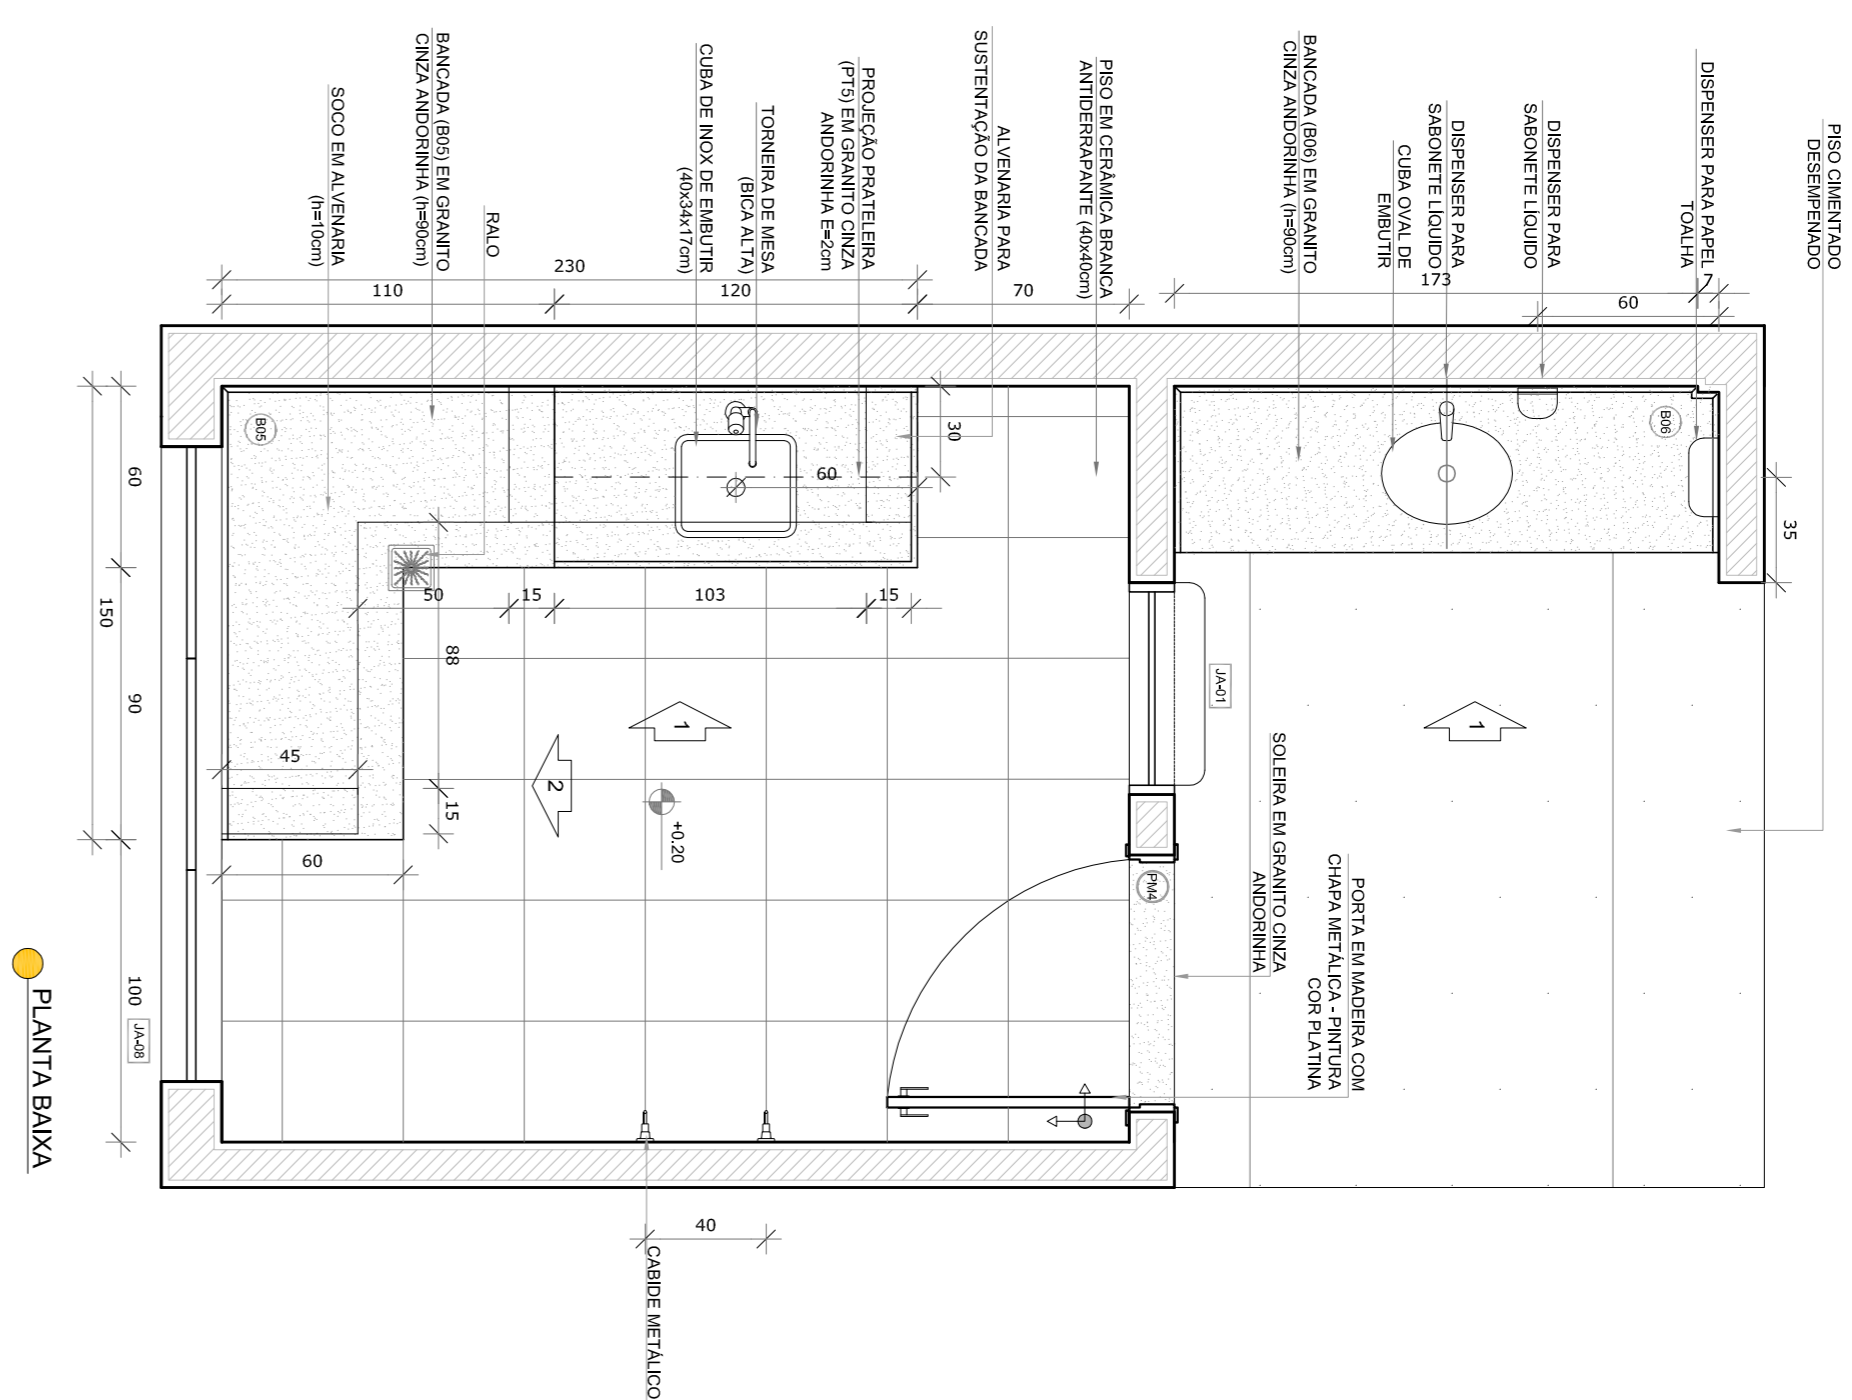 PISO CIMENTADO
DESEMPENADO
DISPENSER PARA PAPEL
TOALHA
DISPENSER PARA
SABONETE LÍQUIDO
DISPENSER PARA
SABONETE LÍQUIDO
CUBA OVAL DE
EMBUTIR
BANCADA (B06) EM GRANITO
CINZA ANDORINHA (h=90cm)
PISO EM CERÂMICA BRANCA
ANTIDERRAPANTE (40x40cm)
ALVENARIA PARA
SUSTENTAÇÃO DA BANCADA
PROJEÇÃO PRATELEIRA
(PT5) EM GRANITO CINZA
ANDORINHA E=2cm
TORNEIRA DE MESA
(BICA ALTA)
CUBA DE INOX DE EMBUTIR
(40x34x17cm)
RALO
BANCADA (B05) EM GRANITO
CINZA ANDORINHA (h=90cm)
SOCO EM ALVENARIA
(h=10cm)
230
110
120
70
173
7
60
B05
B06
30
60
35
60
150
90
100
50
15
103
15
88
45
15
60
1
2
1
+0.20
JA-01
PM4
JA-08
SOLEIRA EM GRANITO CINZA
ANDORINHA
PORTA EM MADEIRA COM
CHAPA METÁLICA - PINTURA
COR PLATINA
40
CABIDE METÁLICO
PLANTA BAIXA